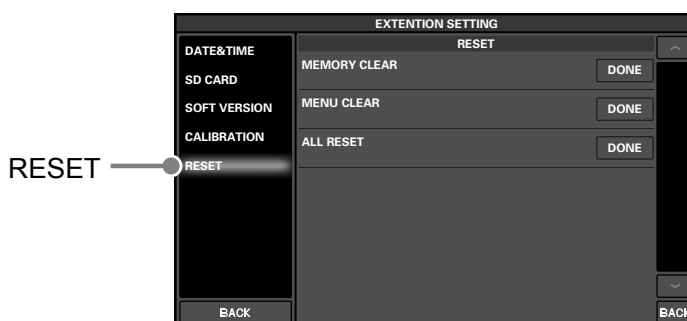 EXTENTION SETTING
DATE&TIME
SD CARD
SOFT VERSION
CALIBRATION
RESET
BACK
RESET
MEMORY CLEAR
DONE
MENU CLEAR
DONE
ALL RESET
DONE
BACK
RESET